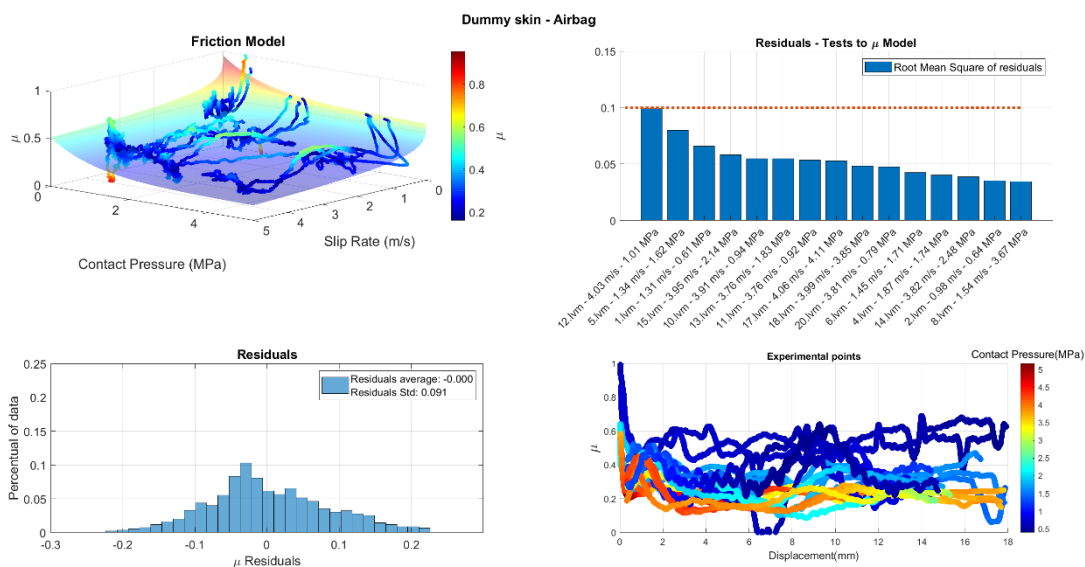 Dummy skin - Airbag
Friction Model
1
0.5
0
μ
0
2
4
5
4
3
2
1
0
Contact Pressure (MPa)
Slip Rate (m/s)
0.8
0.6
0.4
0.2
μ
Residuals - Tests to μ Model
Root Mean Square of residuals
0.15
0.1
0.05
0
12.lvm - 4.03 m/s - 1.01 MPa
5.lvm - 1.34 m/s - 1.62 MPa
1.lvm - 1.31 m/s - 0.61 MPa
15.lvm - 3.95 m/s - 2.14 MPa
10.lvm - 3.91 m/s - 0.94 MPa
13.lvm - 3.76 m/s - 1.83 MPa
11.lvm - 3.76 m/s - 0.92 MPa
17.lvm - 4.06 m/s - 4.11 MPa
18.lvm - 3.99 m/s - 3.85 MPa
20.lvm - 3.81 m/s - 0.79 MPa
6.lvm - 1.45 m/s - 1.71 MPa
4.lvm - 1.87 m/s - 1.74 MPa
14.lvm - 3.82 m/s - 2.48 MPa
2.lvm - 0.98 m/s - 0.64 MPa
8.lvm - 1.54 m/s - 3.67 MPa
Residuals
Residuals average: -0.000
Residuals Std: 0.091
Percentual of data
0.25
0.2
0.15
0.1
0.05
0
-0.3
-0.2
-0.1
0
0.1
0.2
μ Residuals
Experimental points
Contact Pressure(MPa)
μ
1
0.8
0.6
0.4
0.2
0
0
2
4
6
8
10
12
14
16
18
Displacement(mm)
5
4.5
4
3.5
3
2.5
2
1.5
1
0.5